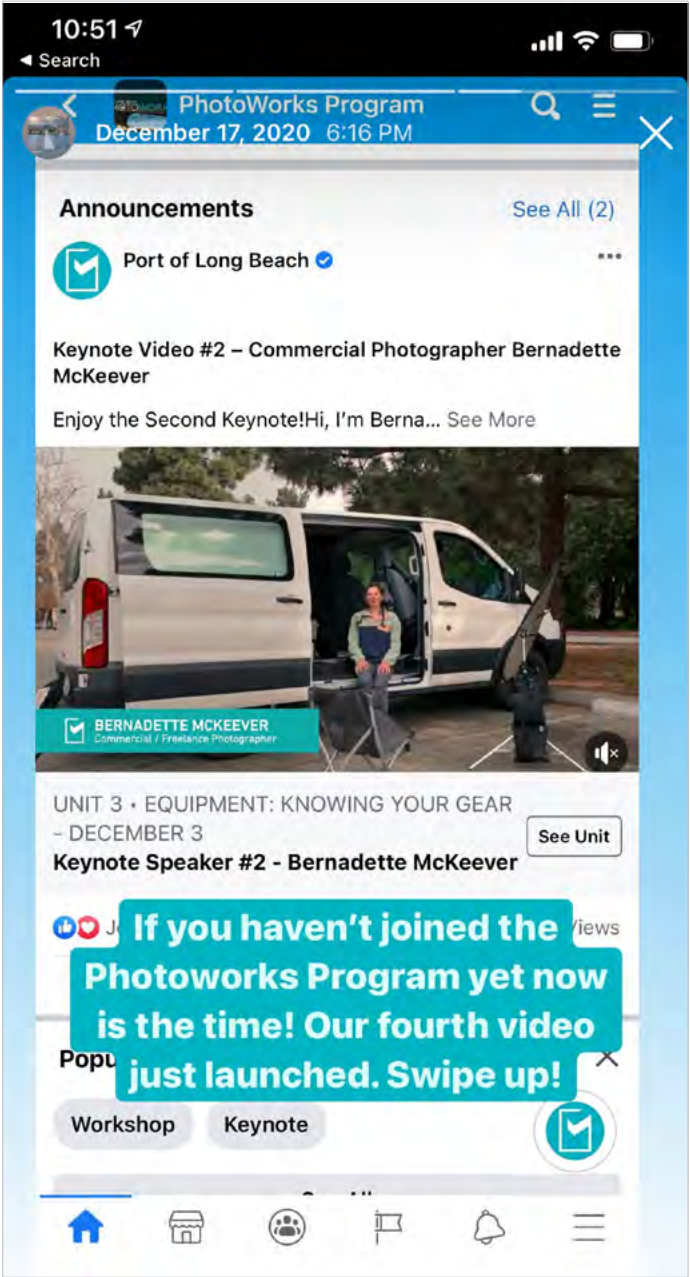 10:51
Search
PhotoWorks Program
December 17, 2020 6:16 PM
Announcements
See All (2)
Port of Long Beach
Keynote Video #2 – Commercial Photographer Bernadette
McKeever
Enjoy the Second Keynote!Hi, I'm Berna... See More
BERNADETTE MCKEEVER
Commercial / Freelance Photographer
UNIT 3 • EQUIPMENT: KNOWING YOUR GEAR
– DECEMBER 3
See Unit
Keynote Speaker #2 - Bernadette McKeever
If you haven't joined the
Photoworks Program yet now
is the time! Our fourth video
just launched. Swipe up!
Workshop
Keynote